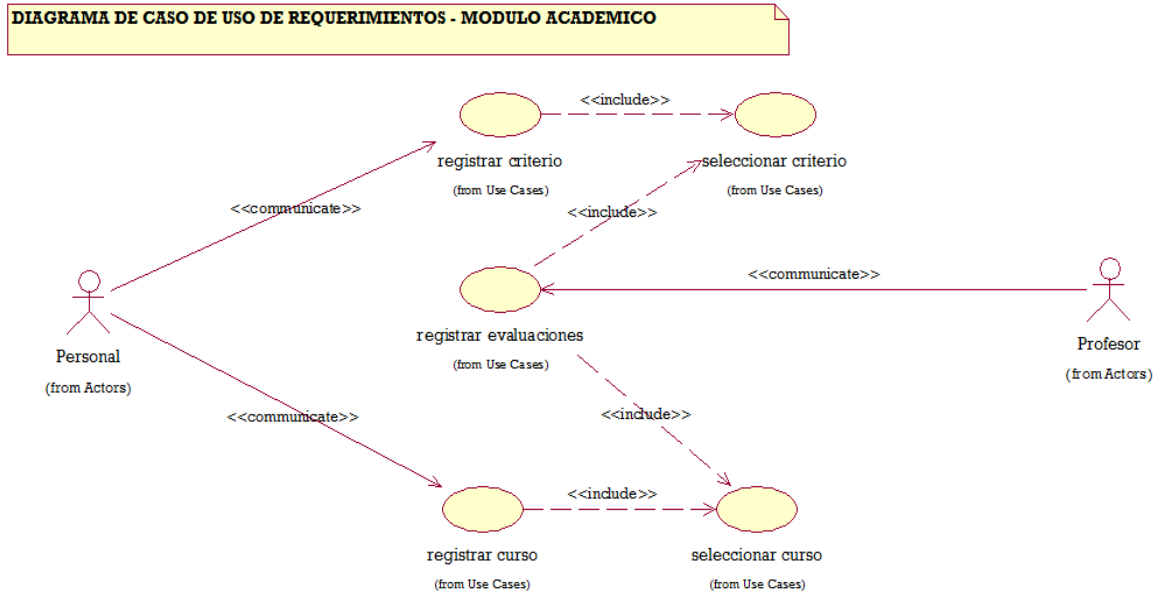 DIAGRAMA DE CASO DE USO DE REQUERIMIENTOS - MODULO ACADEMICO
<<include>>
registrar criterio
(from Use Cases)
seleccionar criterio
(from Use Cases)
<<communicate>>
<<include>>
<<communicate>>
Personal
(from Actors)
registrar evaluaciones
(from Use Cases)
Profesor
(from Actors)
<<communicate>>
<<include>>
<<include>>
registrar curso
(from Use Cases)
seleccionar curso
(from Use Cases)